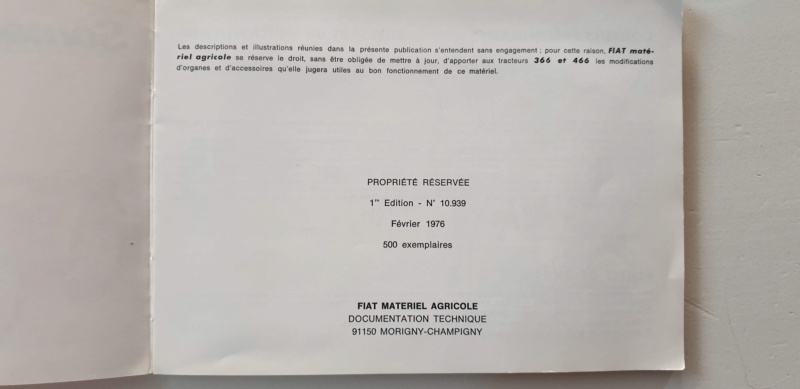 Les descriptions et illustrations réunies dans la présente publication s'entendent sans engagement ; pour cette raison, FIAT maté-
riel agricole se réserve le droit, sans être obligée de mettre à jour, d'apporter aux tracteurs 366 et 466 les modifications
d'organes et d'accessoires qu'elle jugera utiles au bon fonctionnement de ce matériel.
PROPRIÉTÉ RÉSERVÉE
1re Edition - N° 10.939
Février 1976
500 exemplaires
FIAT MATERIEL AGRICOLE
DOCUMENTATION TECHNIQUE
91150 MORIGNY-CHAMPIGNY